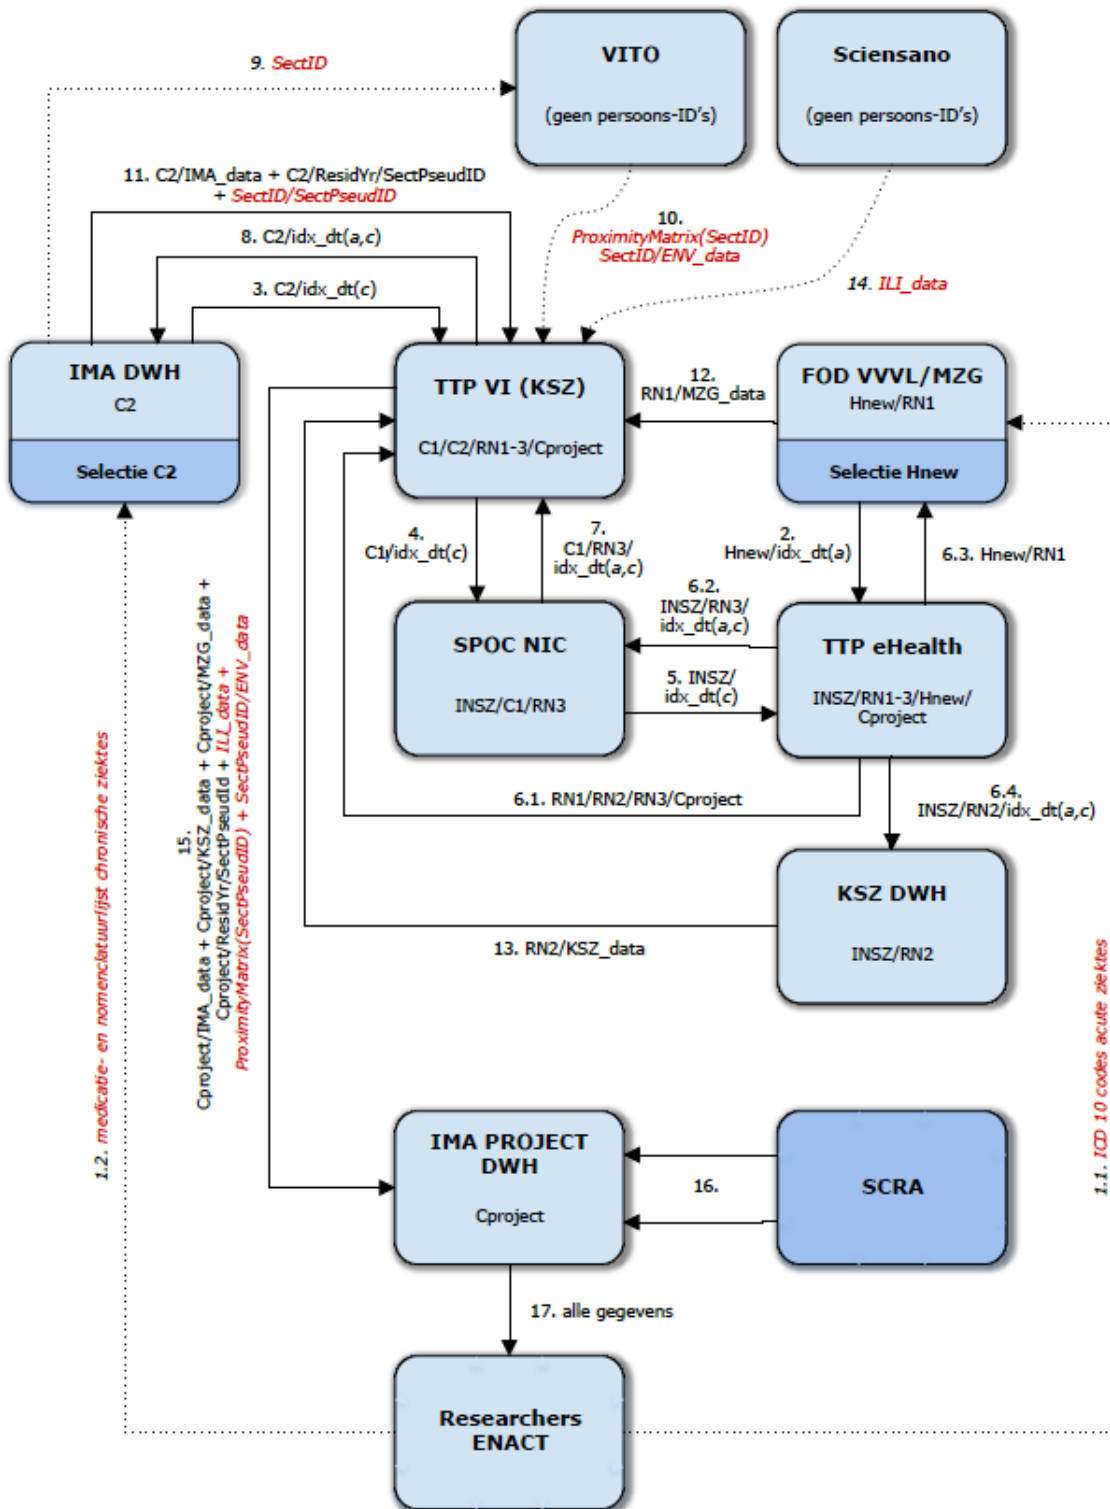 VITO
(geen persoons-ID's)
Sciensano
(geen persoons-ID's)
9. SectID
11. C2/IMA_data + C2/ResidYr/SectPseudID
+ SectID/SectPseudID
8. C2/idx_dt(a,c)
3. C2/idx_dt(c)
10.
ProximityMatrix(SectID)
SectID/ENV_data
14. ILI_data
IMA DWH
C2
Selectie C2
TTP VI (KSZ)
C1/C2/RN1-3/Cproject
12.
RN1/MZG_data
FOD VVVL/MZG
Hnew/RN1
Selectie Hnew
4.
C1/idx_dt(c)
7.
C1/RN3/
idx_dt(a,c)
2.
Hnew/idx_dt(a)
6.3. Hnew/RN1
SPOC NIC
INSZ/C1/RN3
6.2.
INSZ/RN3/
idx_dt(a,c)
5. INSZ/
idx_dt(c)
TTP eHealth
INSZ/RN1-3/Hnew/
Cproject
6.1. RN1/RN2/RN3/Cproject
6.4.
INSZ/RN2/idx_dt(a,c)
KSZ DWH
INSZ/RN2
13. RN2/KSZ_data
15.
Cproject/IMA_data + Cproject/KSZ_data + Cproject/MZG_data +
Cproject/ResidYr/SectPseudId + ILI_data +
ProximityMatrix(SectPseudID) + SectPseudID/ENV_data
1.2. medicatie- en nomenclatuurlijst chronische ziektes
1.1. ICD 10 codes acute ziektes
IMA PROJECT
DWH
Cproject
16.
SCRA
17. alle gegevens
Researchers
ENACT